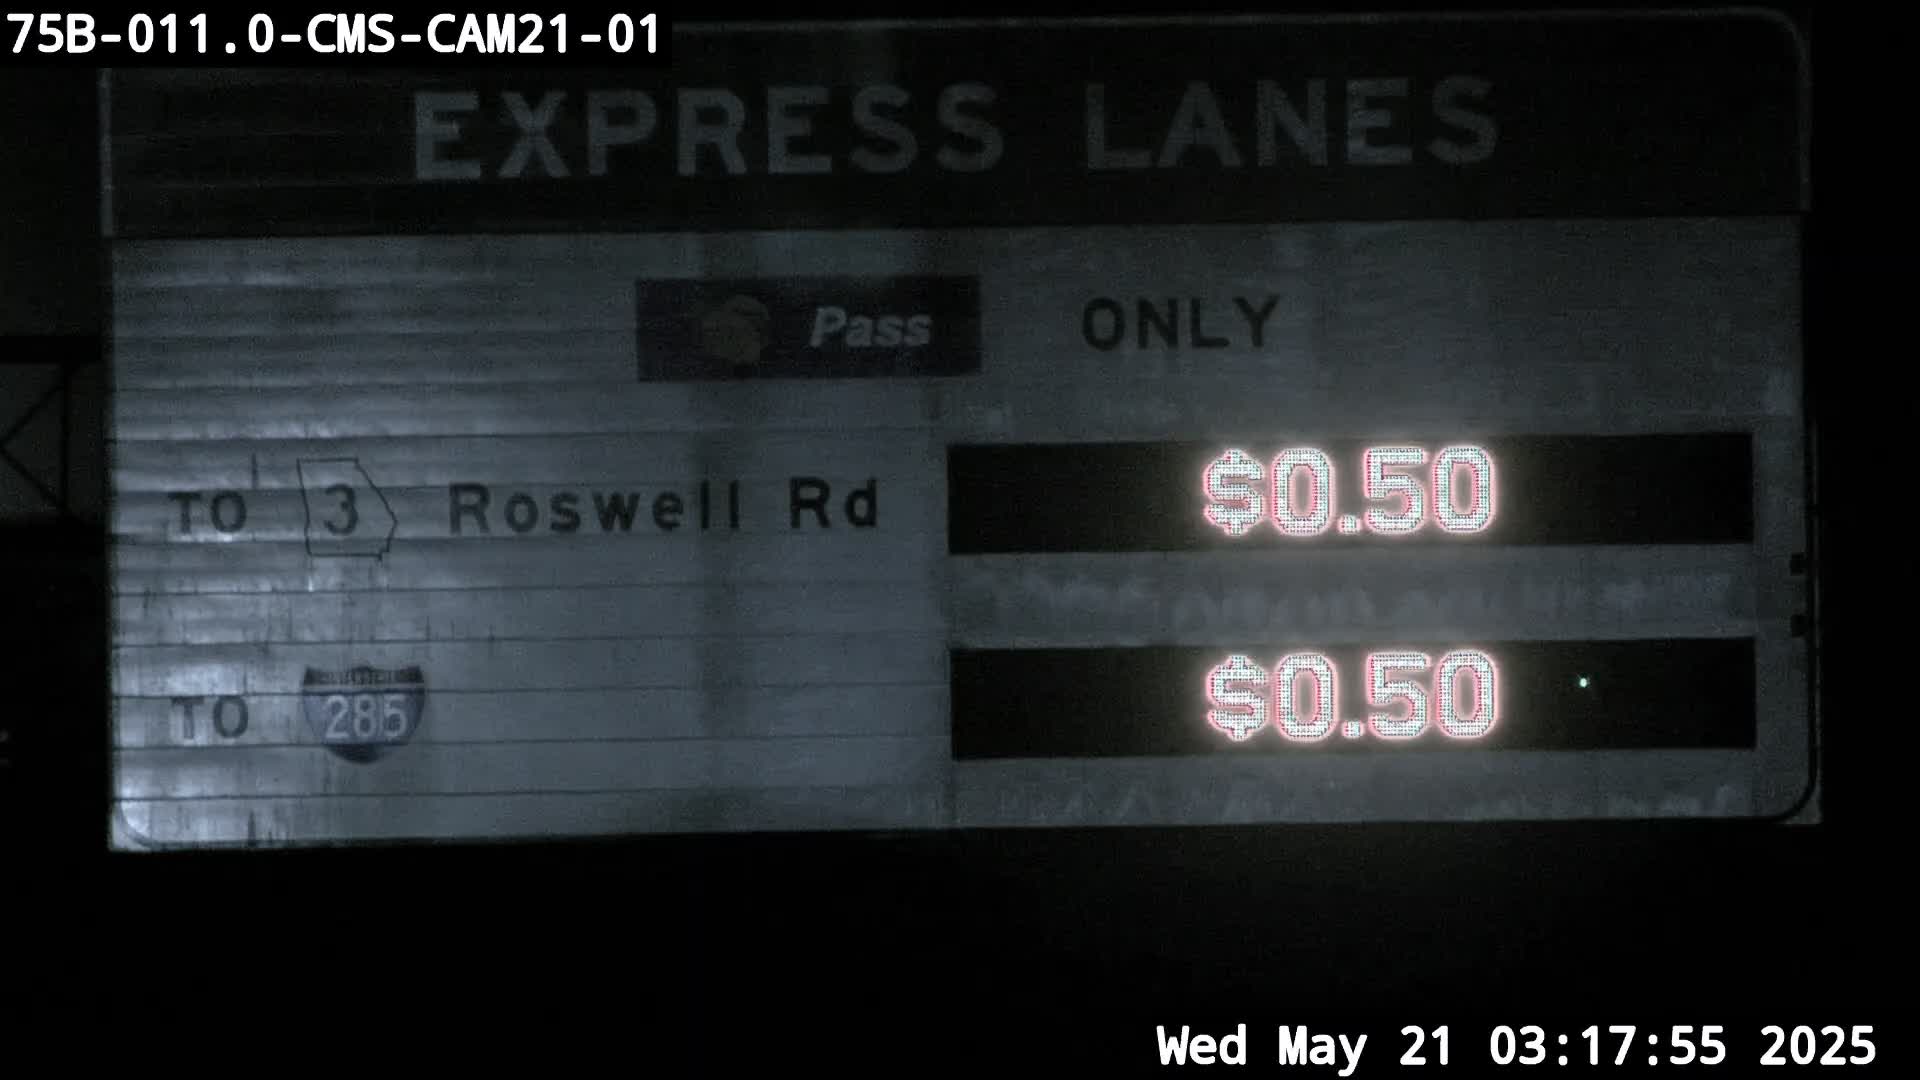 75B-011.0-CMS-CAM21-01
EXPRESS LANES
Pass ONLY
TO 3 Roswell Rd $0.50
TO 285 $0.50
Wed May 21 03:17:55 2025